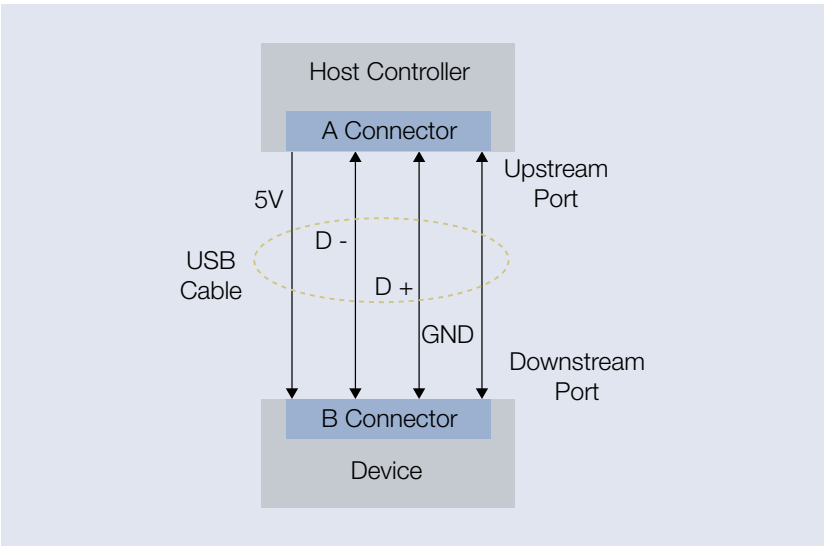 Host Controller
A Connector
Upstream
Port
5V
D -
USB
Cable
D +
GND
Downstream
Port
B Connector
Device